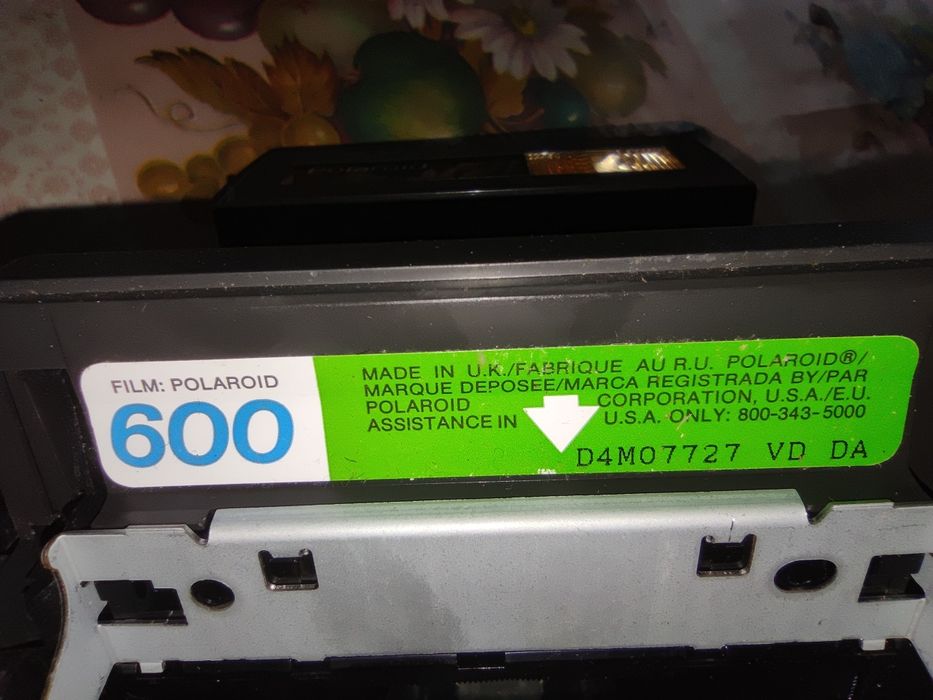 POLAROID
FILM: POLAROID
600
MADE IN U.K./FABRIQUE AU R.U. POLAROID®/
MARQUE DEPOSEE/MARCA REGISTRADA BY/PAR
POLAROID CORPORATION, U.S.A./E.U.
ASSISTANCE IN U.S.A. ONLY: 800-343-5000
D4M07727 VD DA